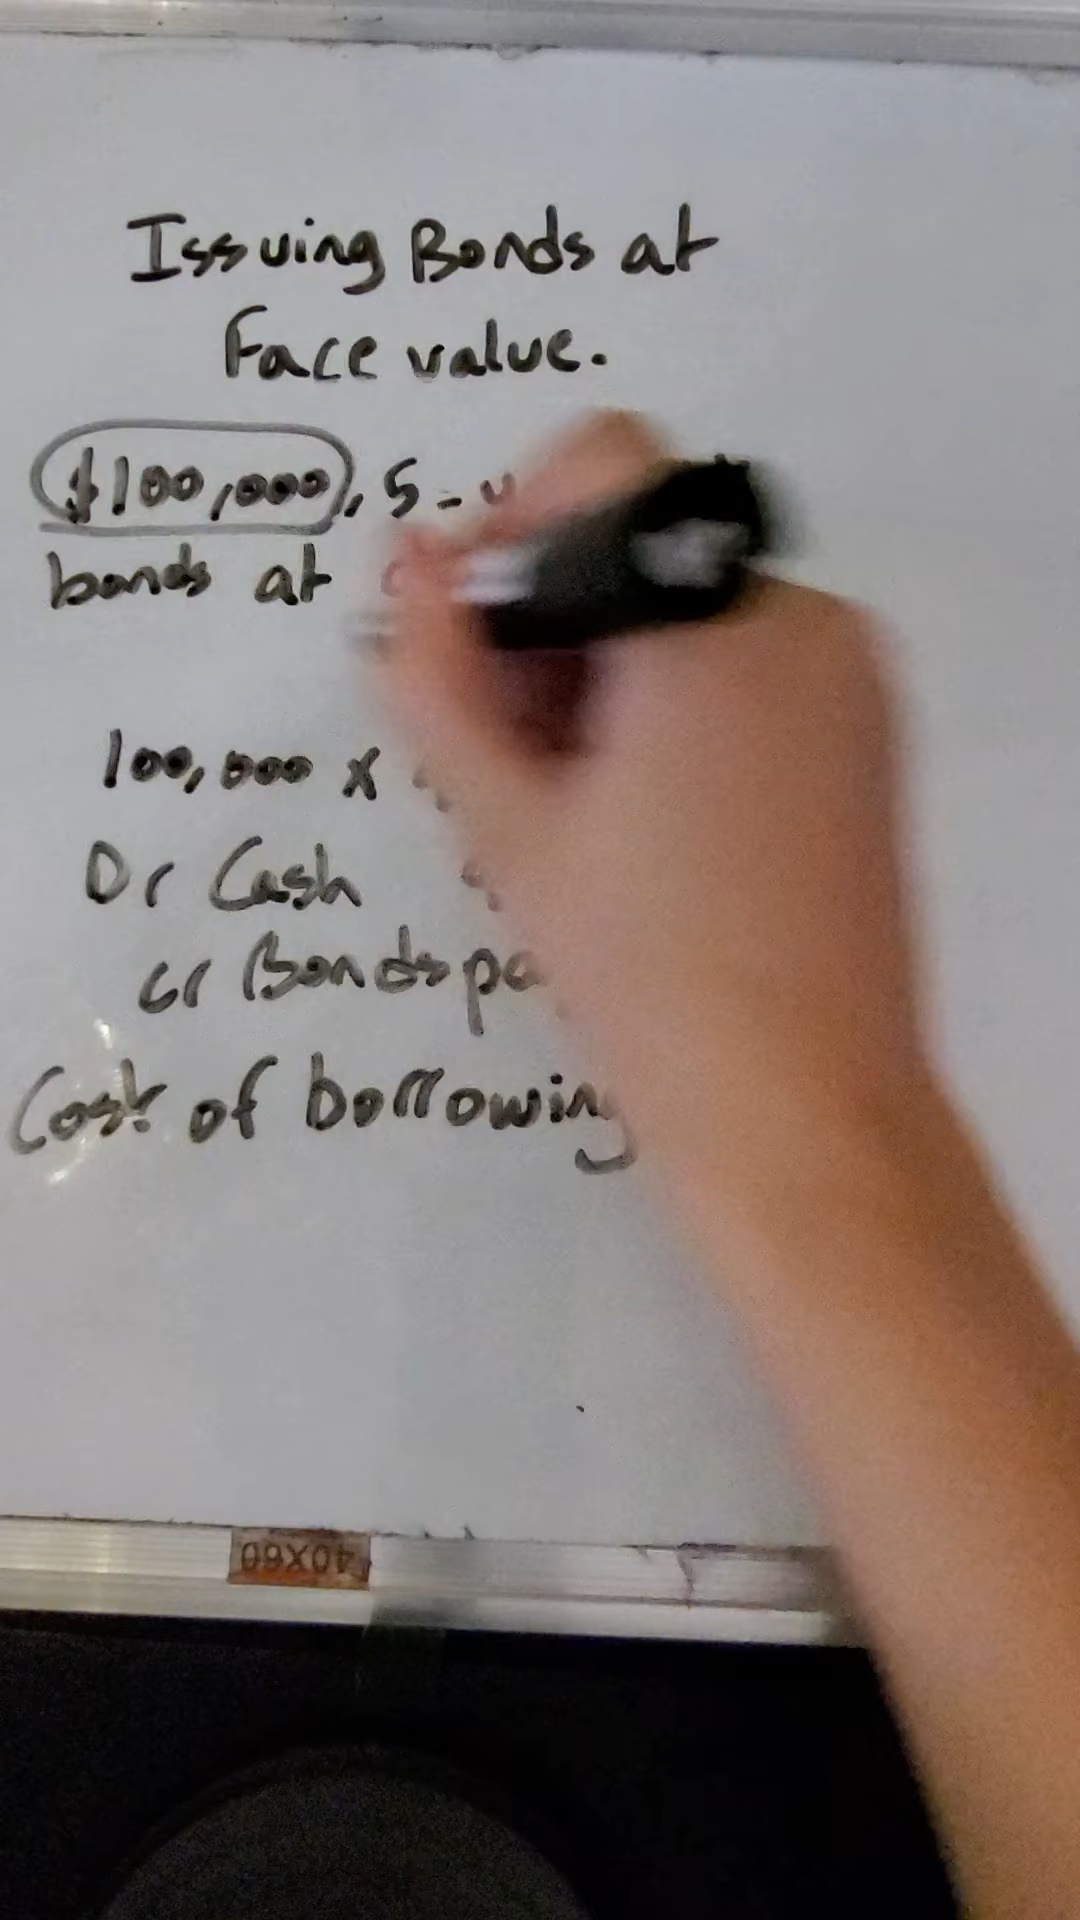 Issuing Bonds at
Face value.
$100,000, 5-
bonds at
100,000 x
Dr Cash
Cr Bonds
Cost of borrowing
40X60